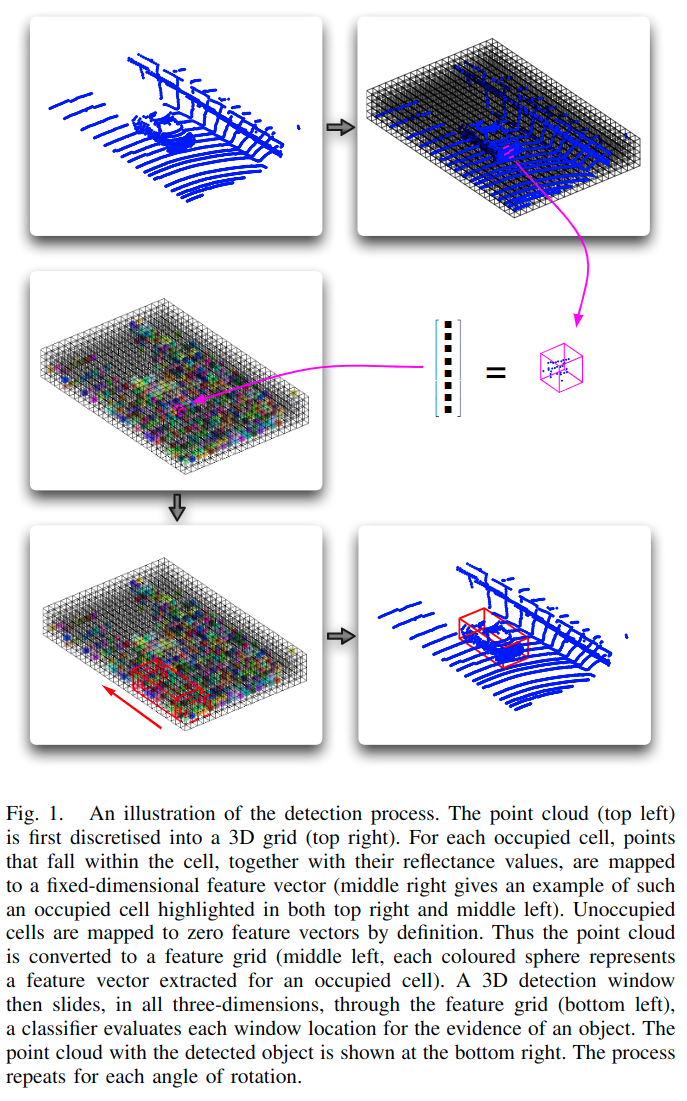 =
Fig. 1. An illustration of the detection process. The point cloud (top left)
is first discretised into a 3D grid (top right). For each occupied cell, points
that fall within the cell, together with their reflectance values, are mapped
to a fixed-dimensional feature vector (middle right gives an example of such
an occupied cell highlighted in both top right and middle left). Unoccupied
cells are mapped to zero feature vectors by definition. Thus the point cloud
is converted to a feature grid (middle left, each coloured sphere represents
a feature vector extracted for an occupied cell). A 3D detection window
then slides, in all three-dimensions, through the feature grid (bottom left),
a classifier evaluates each window location for the evidence of an object. The
point cloud with the detected object is shown at the bottom right. The process
repeats for each angle of rotation.